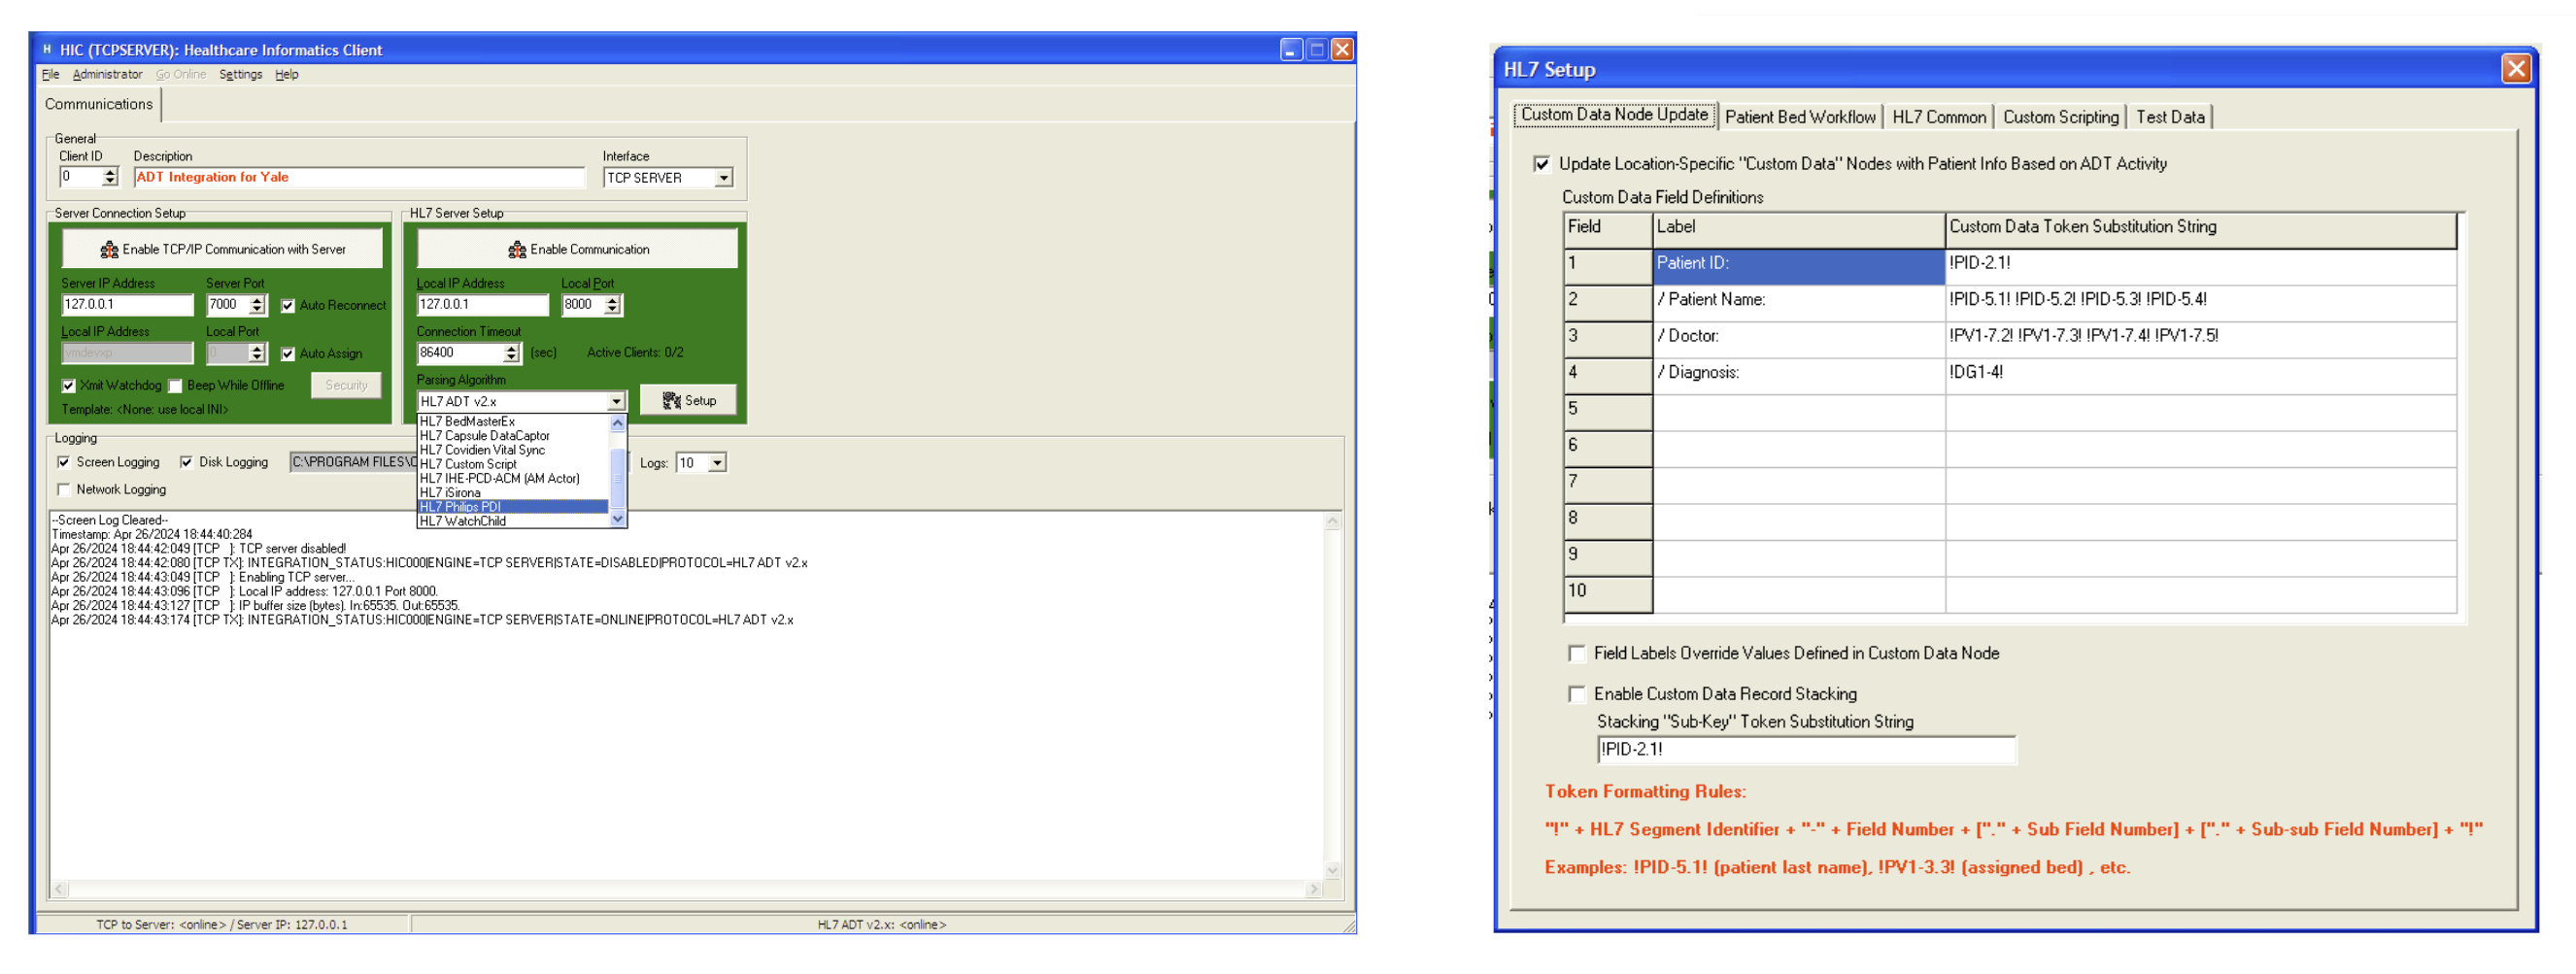 HIC (TCPSERVER): Healthcare Informatics Client
File Administrator Go Online Settings Help
Communications
General
Client ID Description Interface
0 ADT Integration for Yale TCP SERVER
Server Connection Setup
Enable TCP/IP Communication with Server
Server IP Address Server Port
127.0.0.1 7000 Auto Reconnect
Local IP Address Local Port
vmdevxp 0 Auto Assign
Xmit Watchdog Beep While Offline Security
Template: <None: use local INI>
HL7 Server Setup
Enable Communication
Local IP Address Local Port
127.0.0.1 8000
Connection Timeout
86400 (sec) Active Clients: 0/2
Parsing Algorithm
HL7 ADT v2.x Setup
HL7 BedMasterEx
HL7 Capsule DataCaptor
HL7 Covidien Vital Sync
HL7 Custom Script
HL7 IHE-PCD-ACM (AM Actor)
HL7 iSirona
HL7 Philips PDI
HL7 WatchChild
Logging
Screen Logging Disk Logging C:\PROGRAM FILES\ Logs: 10
Network Logging
--Screen Log Cleared--
Timestamp: Apr 26/2024 18:44:40:284
Apr 26/2024 18:44:42:049 [TCP ]: TCP server disabled!
Apr 26/2024 18:44:42:080 [TCP TX]: INTEGRATION_STATUS:HIC000|ENGINE=TCP SERVER|STATE=DISABLED|PROTOCOL=HL7 ADT v2.x
Apr 26/2024 18:44:43:049 [TCP ]: Enabling TCP server...
Apr 26/2024 18:44:43:096 [TCP ]: Local IP address: 127.0.0.1 Port 8000.
Apr 26/2024 18:44:43:127 [TCP ]: IP buffer size (bytes). In:65535. Out:65535.
Apr 26/2024 18:44:43:174 [TCP TX]: INTEGRATION_STATUS:HIC000|ENGINE=TCP SERVER|STATE=ONLINE|PROTOCOL=HL7 ADT v2.x
TCP to Server: <online> / Server IP: 127.0.0.1 HL7 ADT v2.x: <online>
HL7 Setup
Custom Data Node Update Patient Bed Workflow HL7 Common Custom Scripting Test Data
Update Location-Specific "Custom Data" Nodes with Patient Info Based on ADT Activity
Custom Data Field Definitions
Field Label Custom Data Token Substitution String
1 Patient ID: !PID-2.1!
2 / Patient Name: !PID-5.1! !PID-5.2! !PID-5.3! !PID-5.4!
3 / Doctor: !PV1-7.2! !PV1-7.3! !PV1-7.4! !PV1-7.5!
4 / Diagnosis: !DG1-4!
5
6
7
8
9
10
Field Labels Override Values Defined in Custom Data Node
Enable Custom Data Record Stacking
Stacking "Sub-Key" Token Substitution String
!PID-2.1!
Token Formatting Rules:
"!" + HL7 Segment Identifier + "-" + Field Number + ["." + Sub Field Number] + ["." + Sub-sub Field Number] + "!"
Examples: !PID-5.1! (patient last name), !PV1-3.3! (assigned bed) , etc.